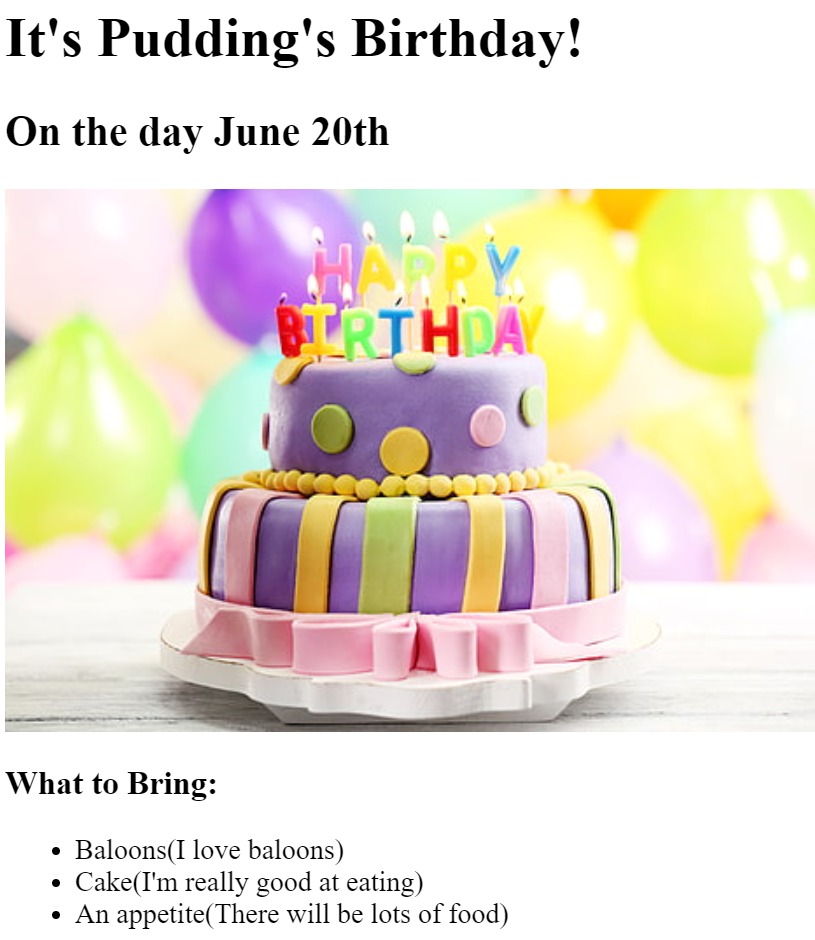 It's Pudding's Birthday!
On the day June 20th
HAPPY
BIRTHDAY
What to Bring:
Baloons(I love baloons)
Cake(I'm really good at eating)
An appetite(There will be lots of food)